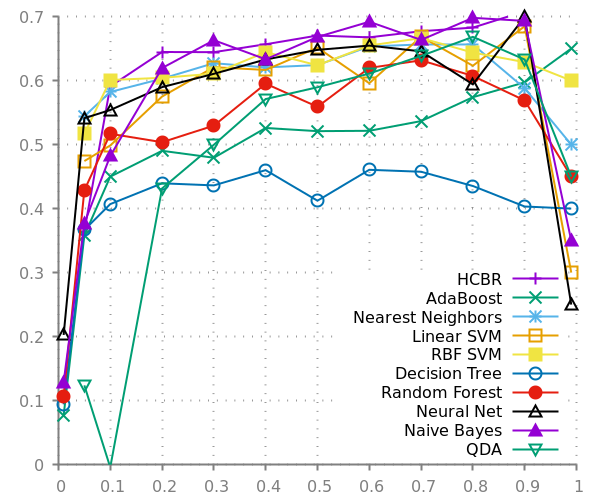 0.7
0.6
0.5
0.4
0.3
0.2
0.1
0
HCBR
AdaBoost
Nearest Neighbors
Linear SVM
RBF SVM
Decision Tree
Random Forest
Neural Net
Naive Bayes
QDA
0 0.1 0.2 0.3 0.4 0.5 0.6 0.7 0.8 0.9 1